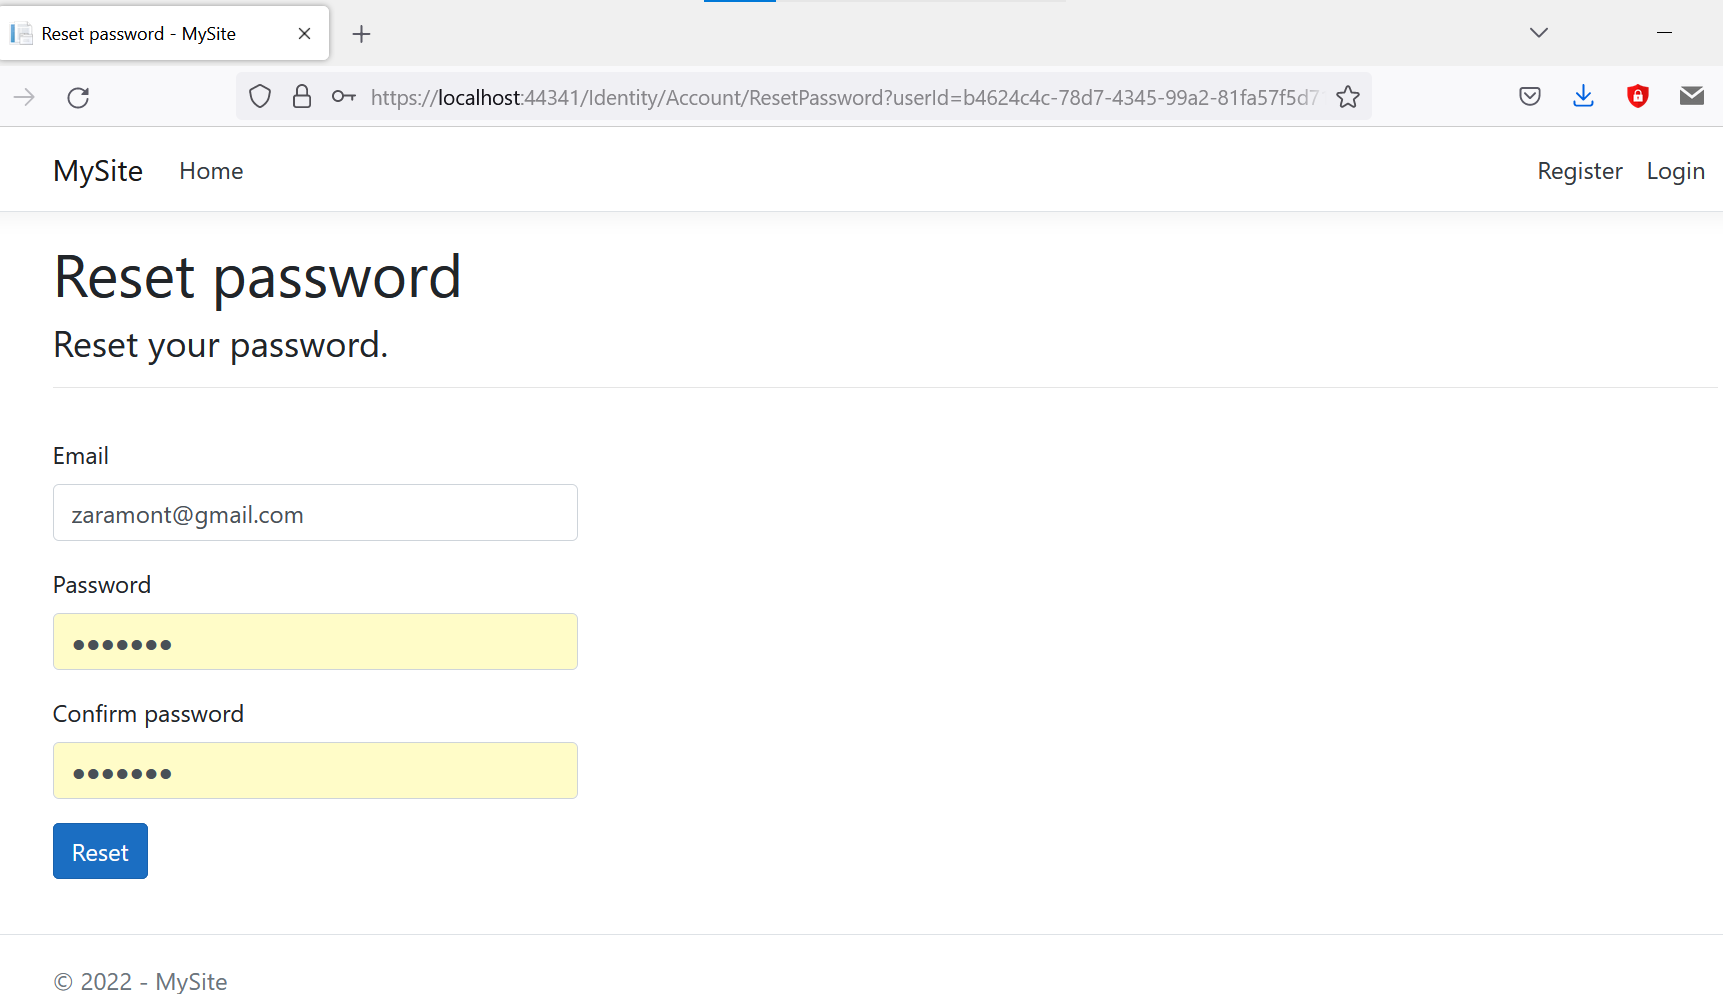 Reset password - MySite
https://localhost:44341/Identity/Account/ResetPassword?userId=b4624c4c-78d7-4345-99a2-81fa57f5d7
MySite Home Register Login
Reset password
Reset your password.
Email
zaramont@gmail.com
Password
●●●●●●●
Confirm password
●●●●●●●
Reset
© 2022 - MySite